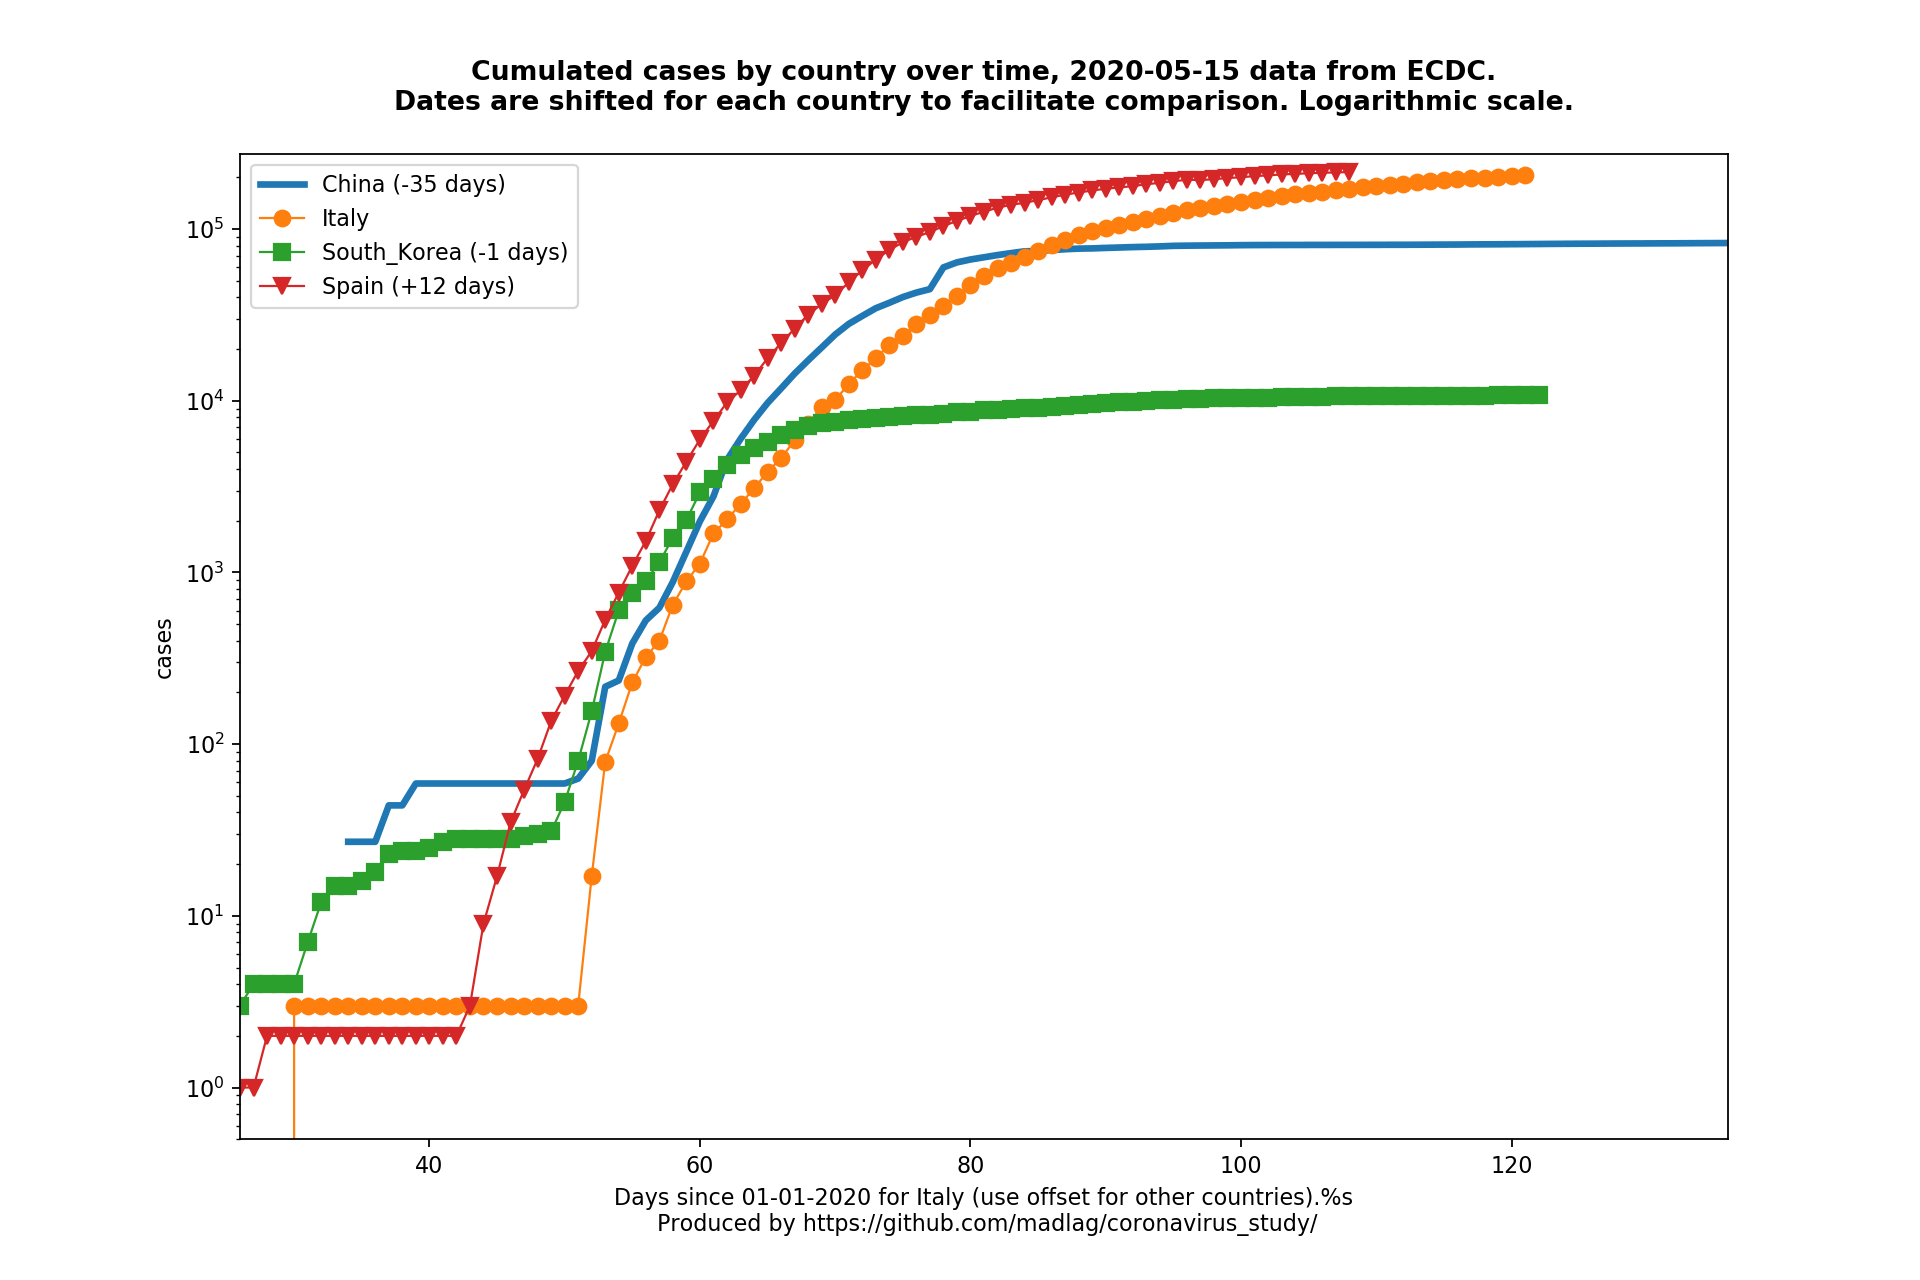 Cumulated cases by country over time, 2020-05-15 data from ECDC.
Dates are shifted for each country to facilitate comparison. Logarithmic scale.
China (-35 days)
Italy
South_Korea (-1 days)
Spain (+12 days)
10^5
10^4
10^3
10^2
10^1
10^0
cases
40 60 80 100 120
Days since 01-01-2020 for Italy (use offset for other countries).%s
Produced by https://github.com/madlag/coronavirus_study/